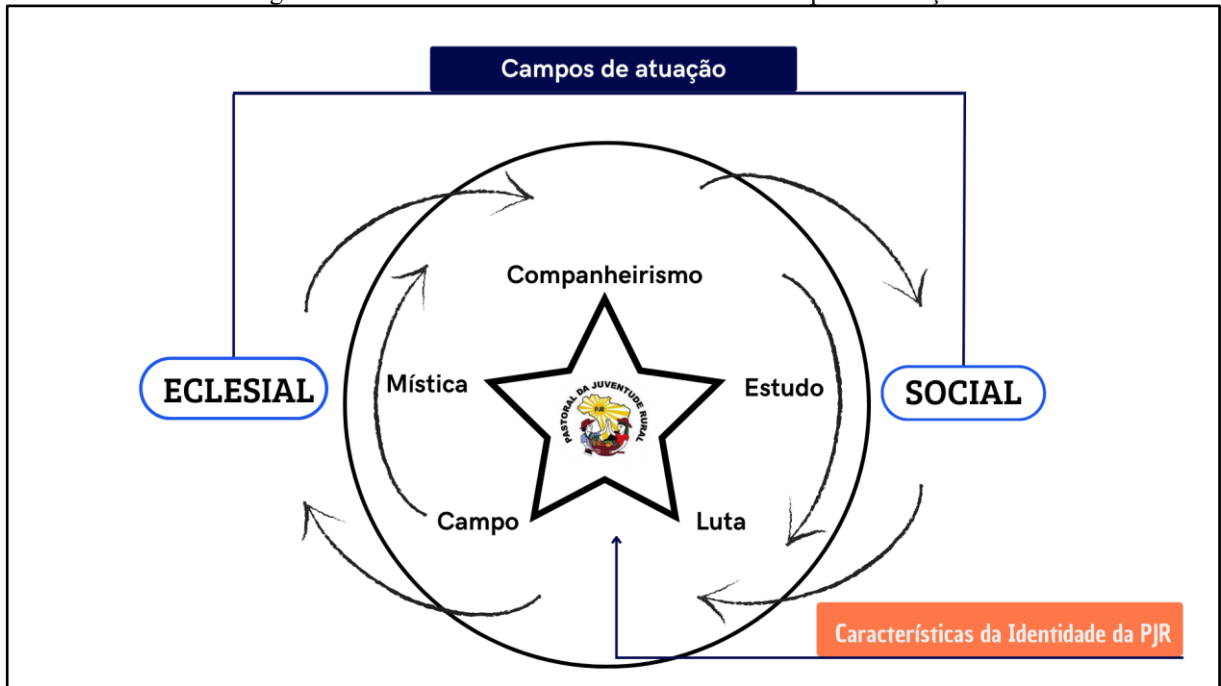 Campos de atuação
Companheirismo
ECLESIAL
Mística
Estudo
SOCIAL
PASTORAL DA JUVENTUDE RURAL
PJR
Campo
Luta
Características da Identidade da PJR